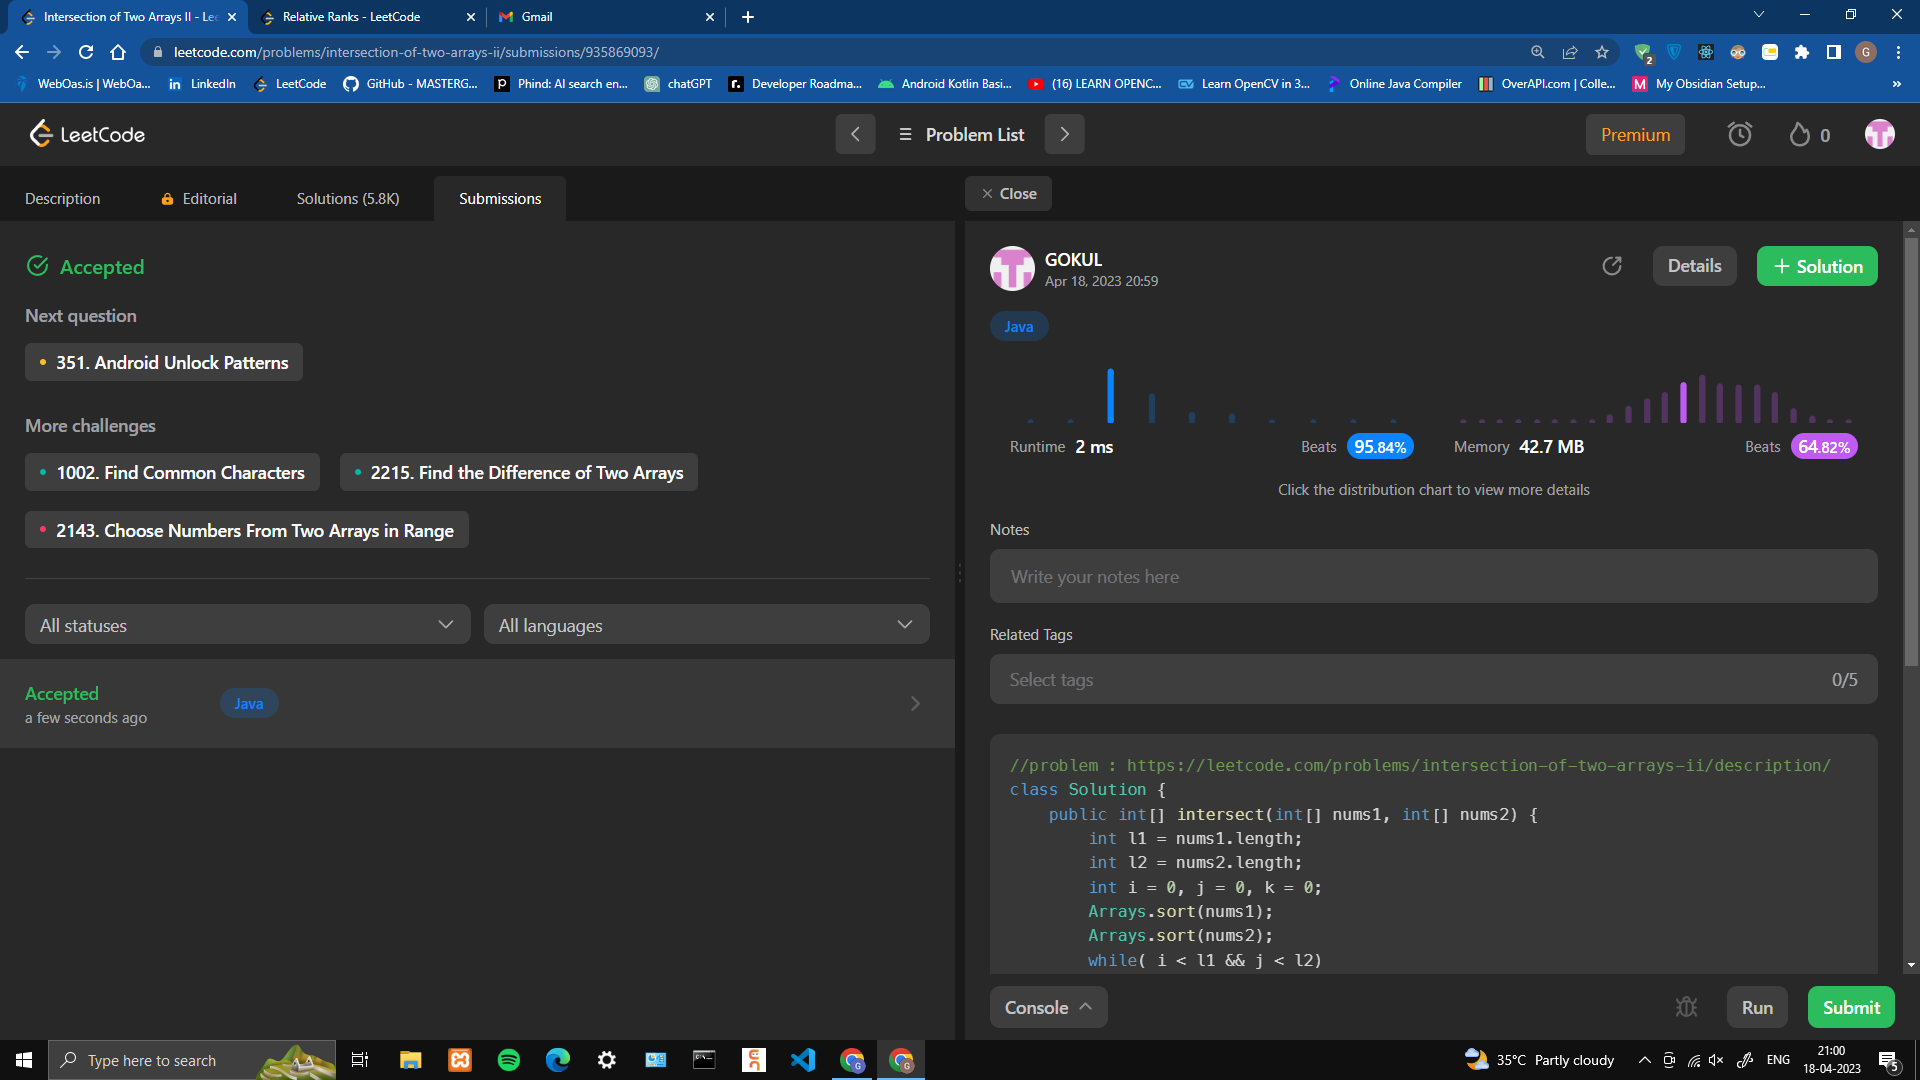 Intersection of Two Arrays II - Lee
Relative Ranks - LeetCode
Gmail
leetcode.com/problems/intersection-of-two-arrays-ii/submissions/935869093/
2
G
WebOas.is | WebOa...
LinkedIn
LeetCode
GitHub - MASTERG...
Phind: AI search en...
chatGPT
Developer Roadma...
Android Kotlin Basi...
(16) LEARN OPENC...
Learn OpenCV in 3...
Online Java Compiler
OverAPI.com | Colle...
My Obsidian Setup...
»
LeetCode
Problem List
Premium
0
Description
Editorial
Solutions (5.8K)
Submissions
Close
Accepted
Next question
351. Android Unlock Patterns
More challenges
1002. Find Common Characters
2215. Find the Difference of Two Arrays
2143. Choose Numbers From Two Arrays in Range
All statuses
All languages
Accepted
a few seconds ago
Java
GOKUL
Apr 18, 2023 20:59
Details
+ Solution
Java
Runtime 2 ms
Beats 95.84%
Memory 42.7 MB
Beats 64.82%
Click the distribution chart to view more details
Notes
Write your notes here
Related Tags
Select tags
0/5
//problem : https://leetcode.com/problems/intersection-of-two-arrays-ii/description/
class Solution {
public int[] intersect(int[] nums1, int[] nums2) {
int l1 = nums1.length;
int l2 = nums2.length;
int i = 0, j = 0, k = 0;
Arrays.sort(nums1);
Arrays.sort(nums2);
while( i < l1 && j < l2)
Console
Run
Submit
Type here to search
35°C Partly cloudy
ENG
21:00
18-04-2023
5